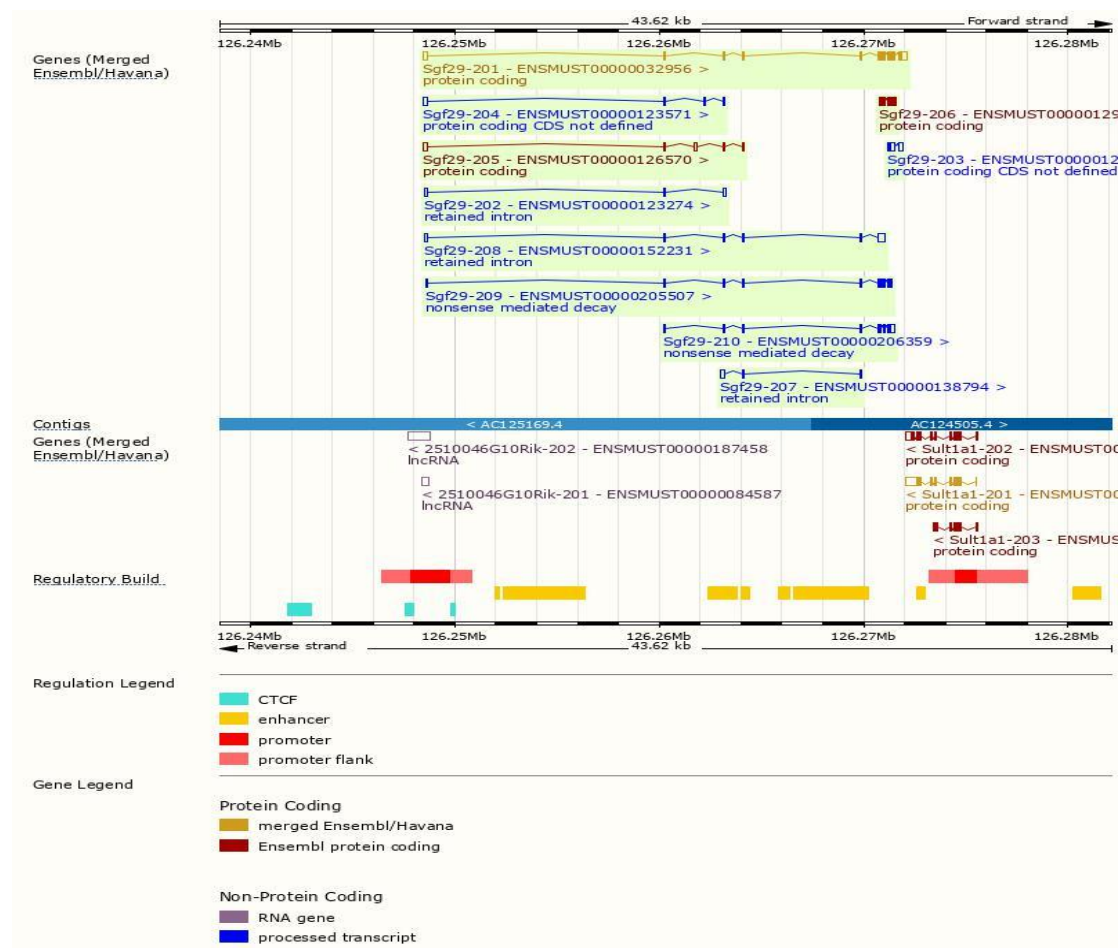 43.62 kb Forward strand
126.24Mb 126.25Mb 126.26Mb 126.27Mb 126.28Mb
Genes (Merged
Ensembl/Havana)
Sgf29-201 - ENSMUST00000032956 >
protein coding
Sgf29-204 - ENSMUST00000123571 >
protein coding CDS not defined
Sgf29-206 - ENSMUST00000129
protein coding
Sgf29-205 - ENSMUST00000126570 >
protein coding
Sgf29-203 - ENSMUST0000012
protein coding CDS not defined
Sgf29-202 - ENSMUST00000123274 >
retained intron
Sgf29-208 - ENSMUST00000152231 >
retained intron
Sgf29-209 - ENSMUST00000205507 >
nonsense mediated decay
Sgf29-210 - ENSMUST00000206359 >
nonsense mediated decay
Sgf29-207 - ENSMUST00000138794 >
retained intron
Contigs
< AC125169.4 AC124505.4 >
Genes (Merged
Ensembl/Havana)
< 2510046G10Rik-202 - ENSMUST00000187458
lncRNA
< Sult1a1-202 - ENSMUST00
protein coding
< 2510046G10Rik-201 - ENSMUST00000084587
lncRNA
< Sult1a1-201 - ENSMUST00
protein coding
< Sult1a1-203 - ENSMUS
protein coding
Regulatory Build
126.24Mb 126.25Mb 126.26Mb 126.27Mb 126.28Mb
Reverse strand 43.62 kb
Regulation Legend
CTCF
enhancer
promoter
promoter flank
Gene Legend
Protein Coding
merged Ensembl/Havana
Ensembl protein coding
Non-Protein Coding
RNA gene
processed transcript